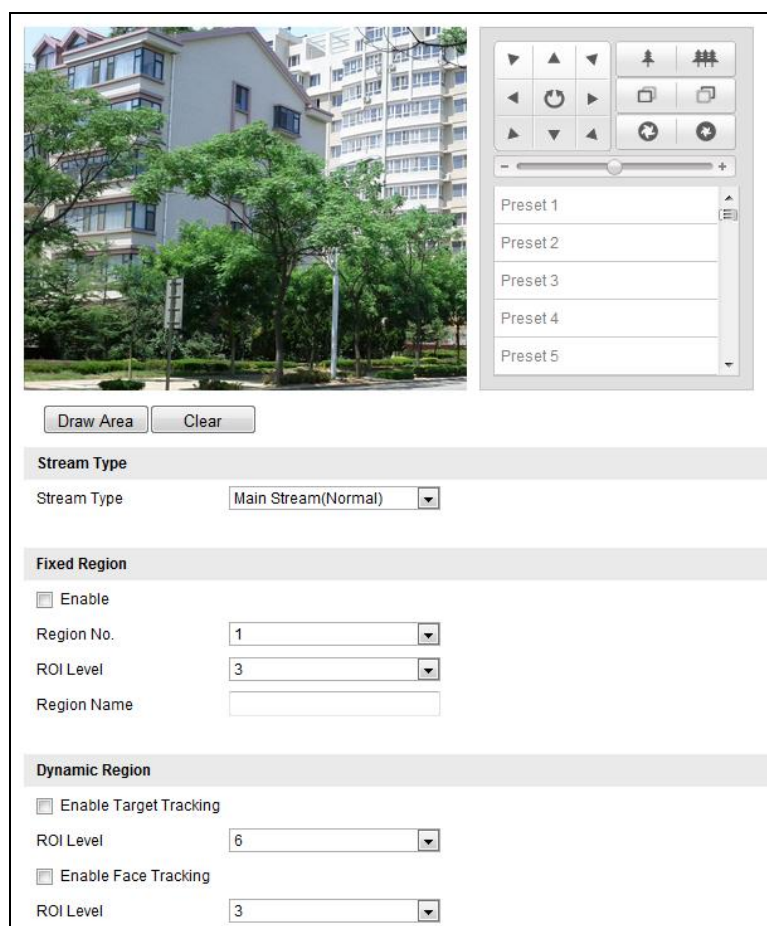 Preset 1
Preset 2
Preset 3
Preset 4
Preset 5
Draw Area Clear
Stream Type
Stream Type Main Stream(Normal)
Fixed Region
Enable
Region No. 1
ROI Level 3
Region Name
Dynamic Region
Enable Target Tracking
ROI Level 6
Enable Face Tracking
ROI Level 3